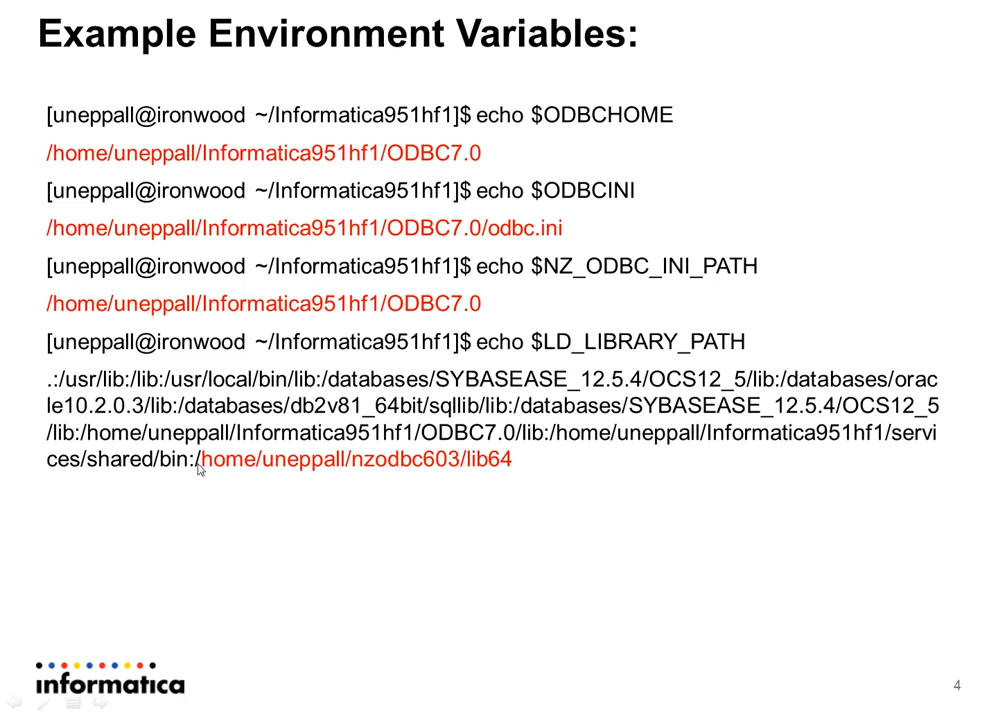 Example Environment Variables:
[uneppall@ironwood ~/Informatica951hf1]$ echo $ODBCHOME
/home/uneppall/Informatica951hf1/ODBC7.0
[uneppall@ironwood ~/Informatica951hf1]$ echo $ODBCINI
/home/uneppall/Informatica951hf1/ODBC7.0/odbc.ini
[uneppall@ironwood ~/Informatica951hf1]$ echo $NZ_ODBC_INI_PATH
/home/uneppall/Informatica951hf1/ODBC7.0
[uneppall@ironwood ~/Informatica951hf1]$ echo $LD_LIBRARY_PATH
.:/usr/lib:/lib:/usr/local/bin/lib:/databases/SYBASEASE_12.5.4/OCS12_5/lib:/databases/orac
le10.2.0.3/lib:/databases/db2v81_64bit/sqllib/lib:/databases/SYBASEASE_12.5.4/OCS12_5
/lib:/home/uneppall/Informatica951hf1/ODBC7.0/lib:/home/uneppall/Informatica951hf1/servi
ces/shared/bin:/home/uneppall/nzodbc603/lib64
informatica
4